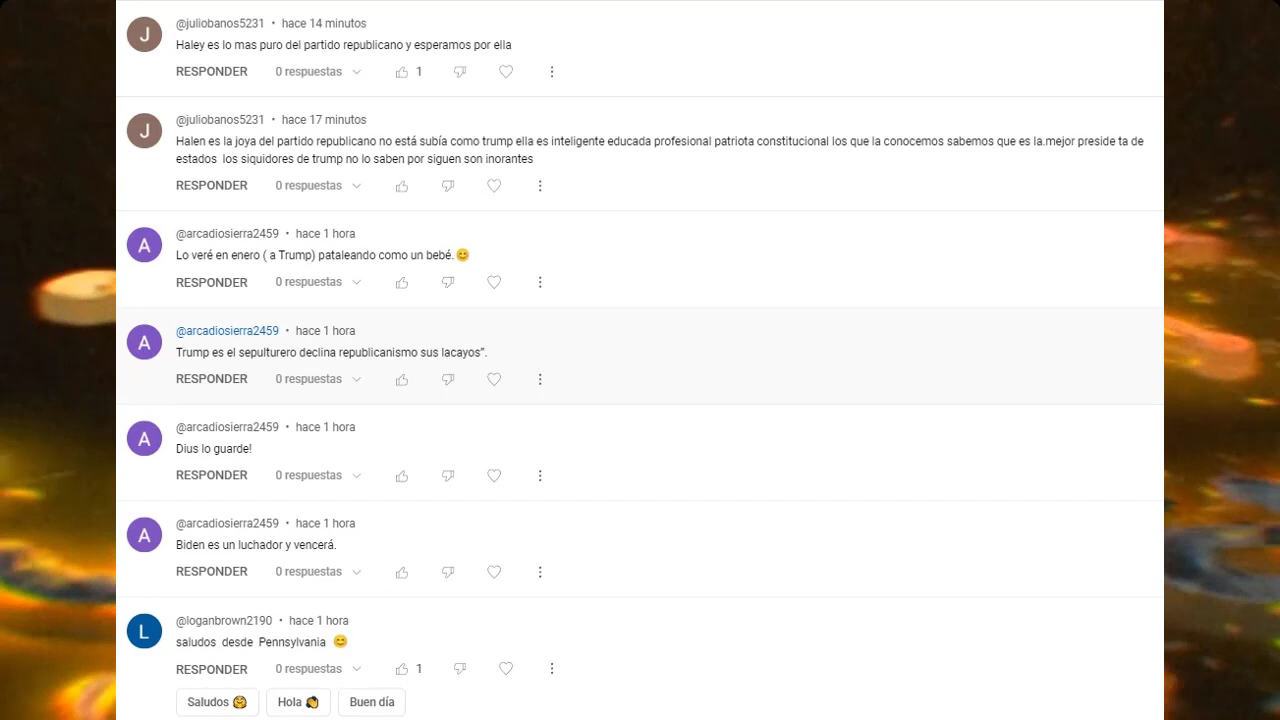 J
@juliobanos5231 • hace 14 minutos
Haley es lo mas puro del partido republicano y esperamos por ella
RESPONDER 0 respuestas 1
J
@juliobanos5231 • hace 17 minutos
Halen es la joya del partido republicano no está subía como trump ella es inteligente educada profesional patriota constitucional los que la conocemos sabemos que es la.mejor preside ta de
estados los siquidores de trump no lo saben por siguen son inorantes
RESPONDER 0 respuestas
A
@arcadiosierra2459 • hace 1 hora
Lo veré en enero ( a Trump) pataleando como un bebé.😊
RESPONDER 0 respuestas
A
@arcadiosierra2459 • hace 1 hora
Trump es el sepulturero declina republicanismo sus lacayos”.
RESPONDER 0 respuestas
A
@arcadiosierra2459 • hace 1 hora
Dius lo guarde!
RESPONDER 0 respuestas
A
@arcadiosierra2459 • hace 1 hora
Biden es un luchador y vencerá.
RESPONDER 0 respuestas
L
@loganbrown2190 • hace 1 hora
saludos desde Pennsylvania 😊
RESPONDER 0 respuestas 1
Saludos 🤗 Hola 👋 Buen día